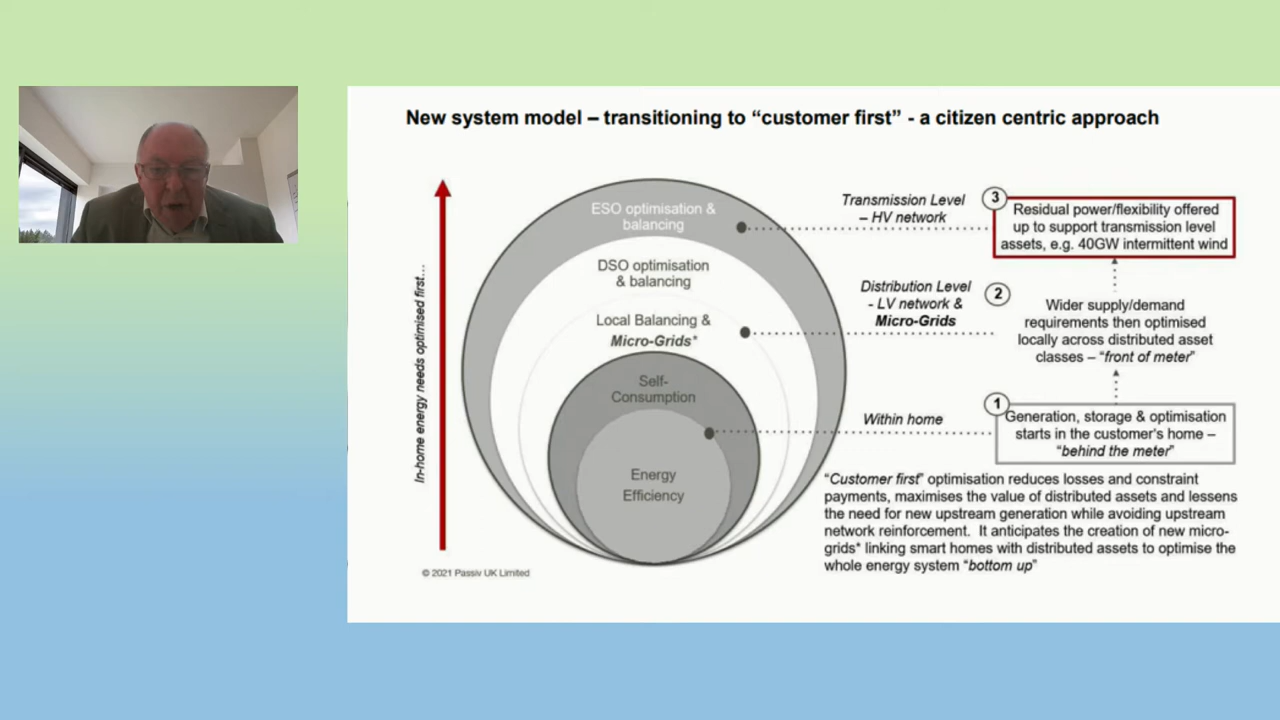 New system model – transitioning to “customer first” - a citizen centric approach
In-home energy needs optimised first…
ESO optimisation &
balancing
DSO optimisation
& balancing
Local Balancing &
Micro-Grids*
Self-
Consumption
Energy
Efficiency
Transmission Level
– HV network
3
Residual power/flexibility offered
up to support transmission level
assets, e.g. 40GW intermittent wind
Distribution Level
- LV network &
Micro-Grids
2
Wider supply/demand
requirements then optimised
locally across distributed asset
classes – “front of meter”
Within home
1
Generation, storage & optimisation
starts in the customer's home –
“behind the meter”
“Customer first” optimisation reduces losses and constraint
payments, maximises the value of distributed assets and lessens
the need for new upstream generation while avoiding upstream
network reinforcement.  It anticipates the creation of new micro-
grids* linking smart homes with distributed assets to optimise the
whole energy system “bottom up”
© 2021 Passiv UK Limited